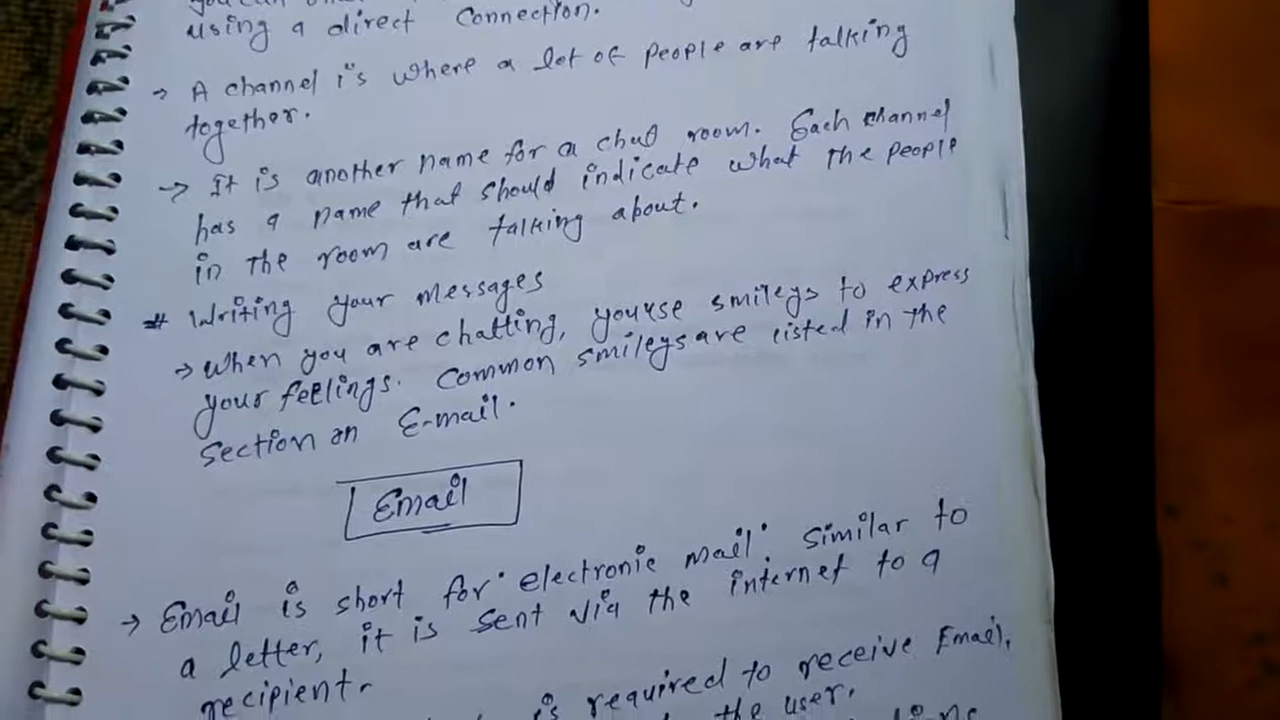 using a direct connection.
→ A channel is where a lot of people are talking
together.
→ It is another name for a chat room. Each channel
has a name that should indicate what the people
in the room are talking about.
# Writing your messages
→ When you are chatting, youuse smileys to express
your feelings. Common smileys are listed in the
section on E-mail.
Email
→ Email is short for 'electronic mail'. Similar to
a letter, it is sent via the internet to a
recipient.
is required to receive Email,
the user.